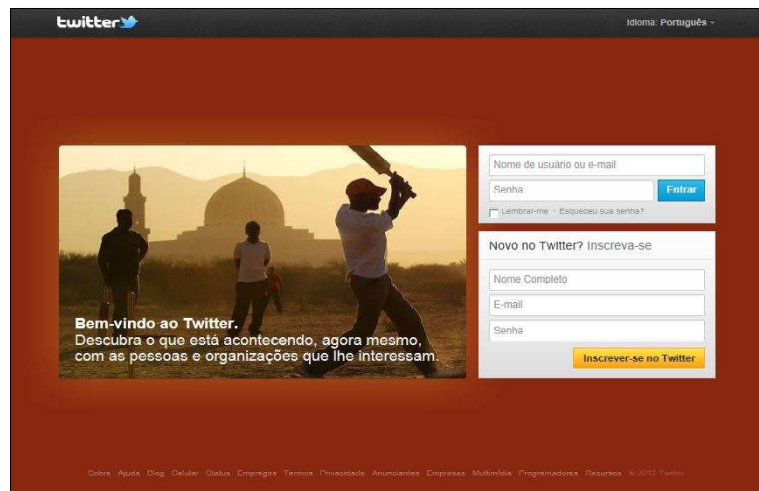 twitter
Idioma: Português
Nome de usuário ou e-mail
Senha
Entrar
Lembrar-me · Esqueceu sua senha?
Novo no Twitter? Inscreva-se
Nome Completo
E-mail
Senha
Inscrever-se no Twitter
Bem-vindo ao Twitter.
Descubra o que está acontecendo, agora mesmo,
com as pessoas e organizações que lhe interessam.
Sobre Ajuda Blog Celular Status Empregos Termos Privacidade Anunciantes Empresas Multimídia Programadores Recursos © 2012 Twitter